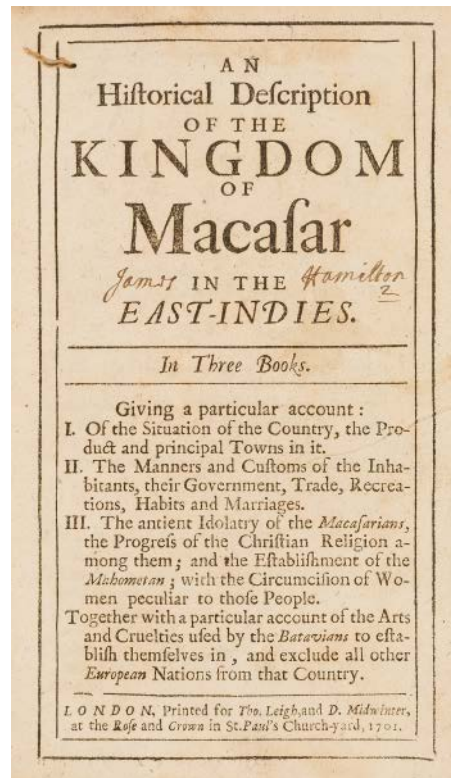 AN
Hiſtorical Deſcription
OF THE
KINGDOM
OF
Macaſar
James IN THE Hamilton
2
EAST-INDIES.
In Three Books.
Giving a particular account :
I. Of the Situation of the Country, the Pro-
duct and principal Towns in it.
II. The Manners and Cuſtoms of the Inha-
bitants, their Government, Trade, Recrea-
tions, Habits and Marriages.
III. The antient Idolatry of the Macaſarians,
the Progreſs of the Chriſtian Religion a-
mong them ; and the Eſtabliſhment of the
Mahometan ; with the Circumciſion of Wo-
men peculiar to thoſe People.
Together with a particular account of the Arts
and Cruelties uſed by the Batavians to eſta-
bliſh themſelves in , and exclude all other
European Nations from that Country.
LONDON, Printed for Tho. Leigh, and D. Midwinter,
at the Roſe and Crown in St. Paul's Church-yard, 1701.